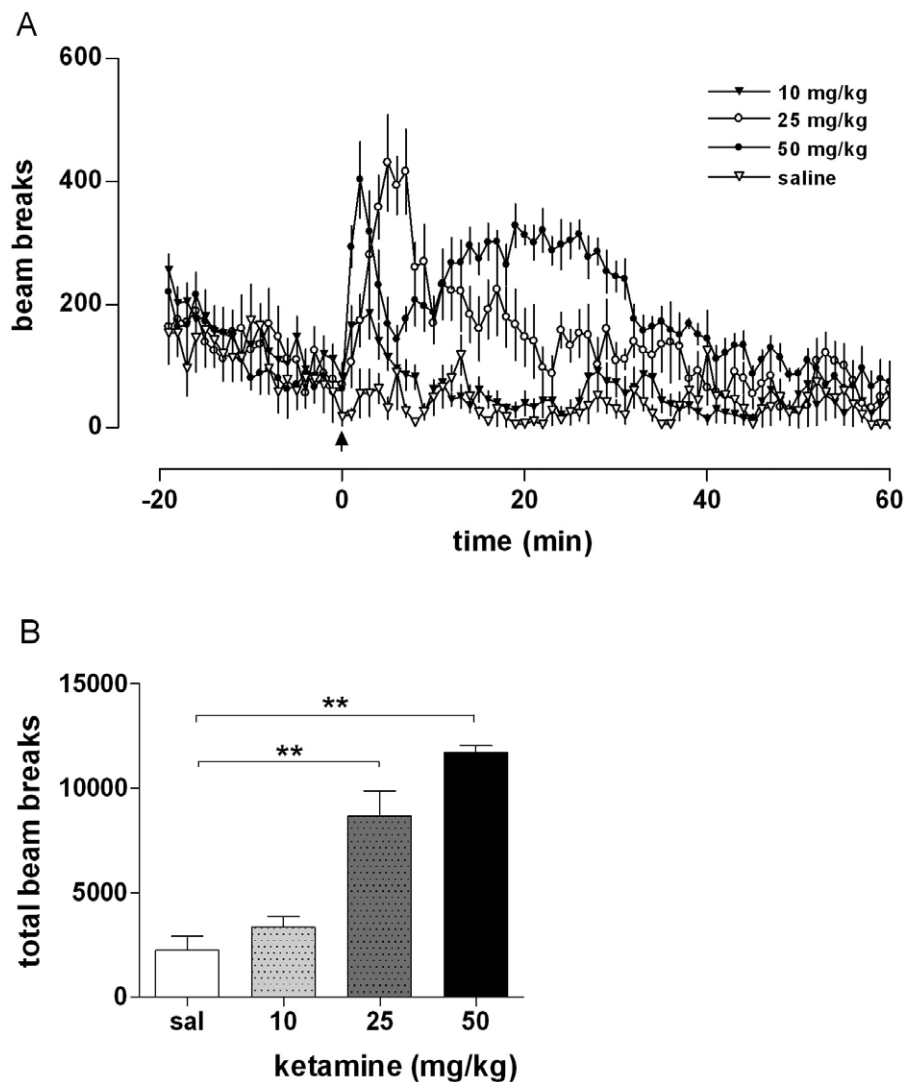 A
600
400
200
0
beam breaks
10 mg/kg
25 mg/kg
50 mg/kg
saline
-20 0 20 40 60
time (min)
B
15000
10000
5000
0
total beam breaks
**
**
sal 10 25 50
ketamine (mg/kg)